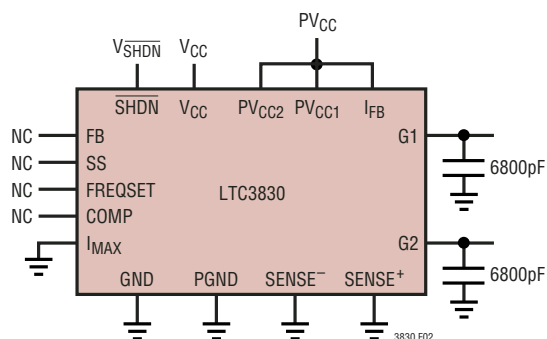 PVCC
VSHDN VCC
SHDN VCC PVCC2 PVCC1 IFB
NC FB G1
NC SS 6800pF
NC FREQSET LTC3830
NC COMP
IMAX G2
GND PGND SENSE– SENSE+ 6800pF
3830 F02